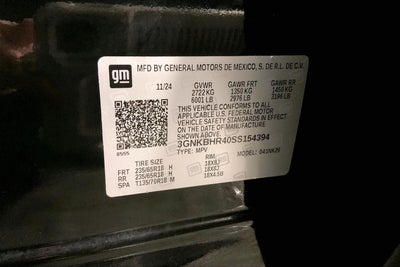 gm
MFD BY GENERAL MOTORS DE MEXICO, S. DE R.L. DE C.V.
11/24 GVWR GAWR FRT GAWR RR
2722 KG 1350 KG 1450 KG
6001 LB 2976 LB 3196 LB
THIS VEHICLE CONFORMS TO ALL
APPLICABLE U.S. FEDERAL MOTOR
VEHICLE SAFETY STANDARDS IN EFFECT
ON THE DATE OF MANUFACTURE SHOWN ABOVE.
3GNKBHR40SS154394
TYPE: MPV MODEL:
TIRE SIZE RIM
FRT 235/65R18 H 18X8J
RR 235/65R18 H 18X8J
SPA T135/70R18 M 18X4.5B